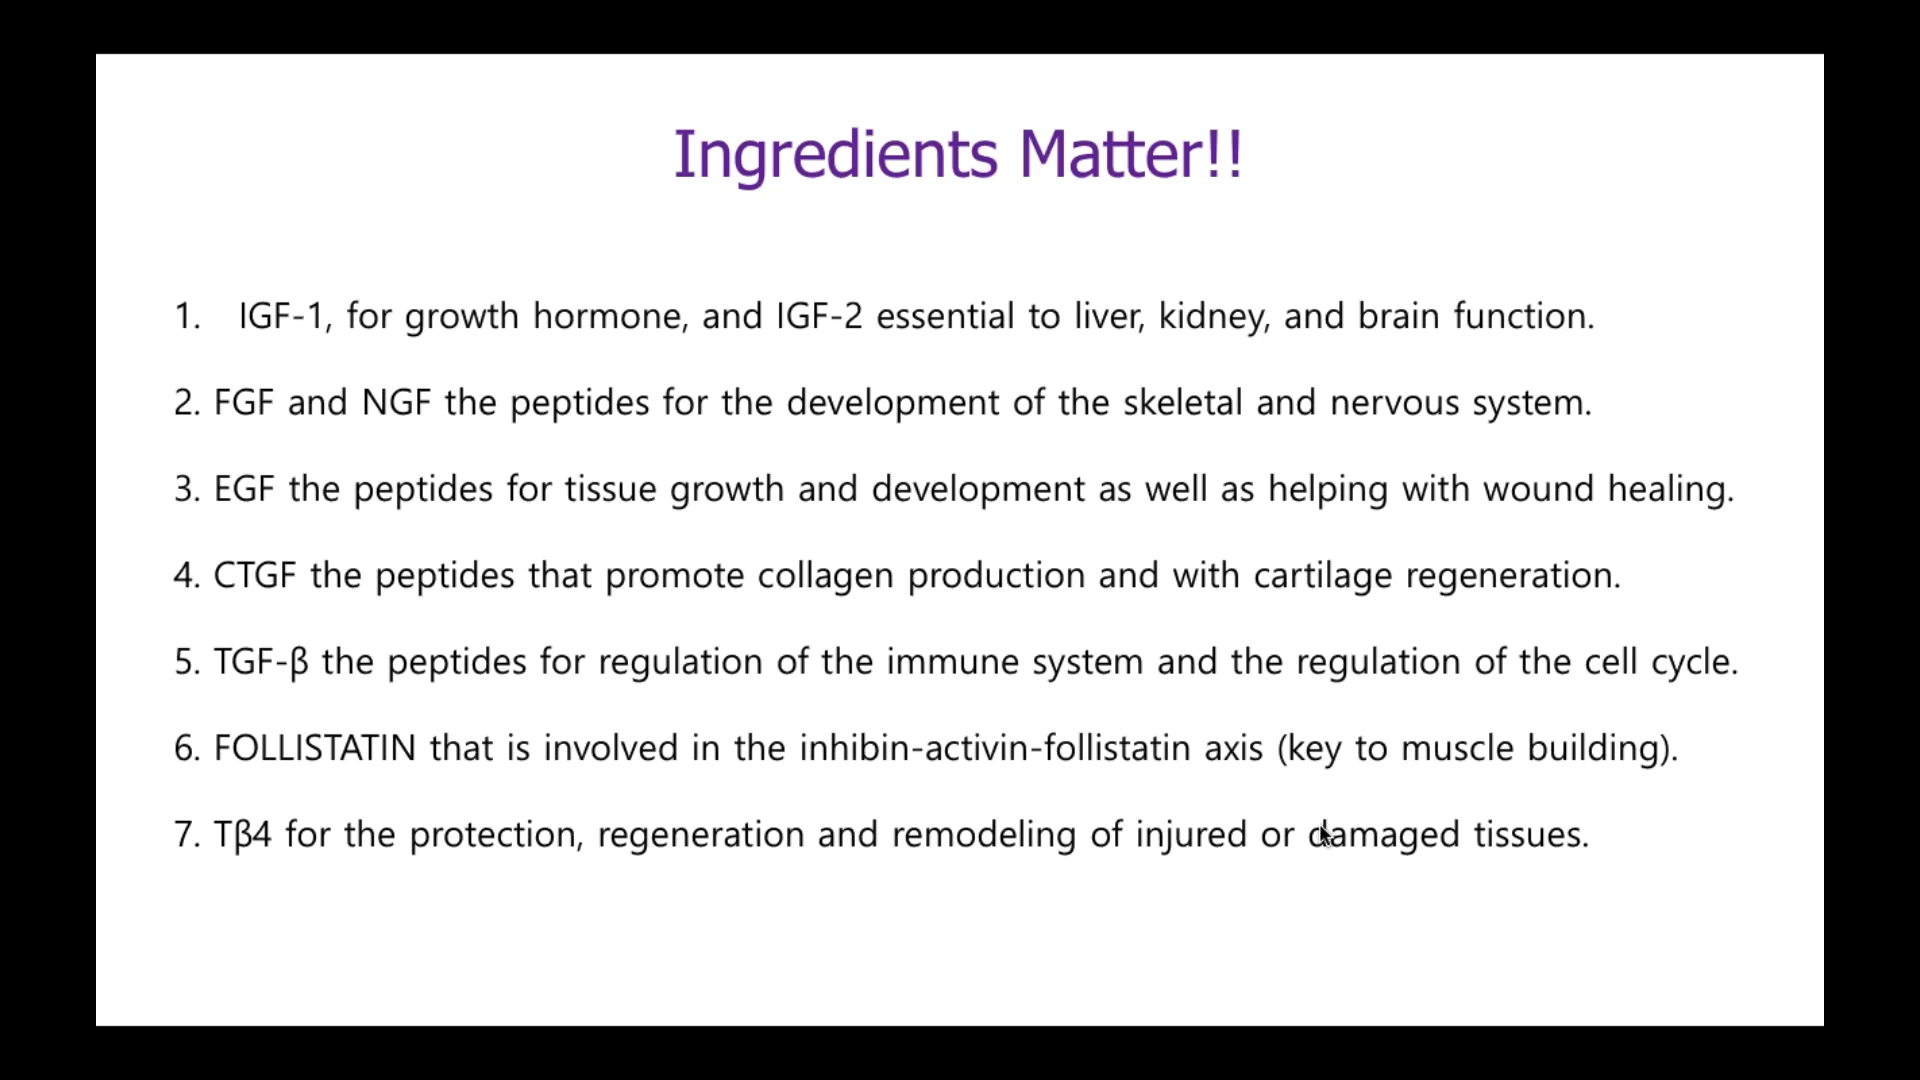 Ingredients Matter!!
1. IGF-1, for growth hormone, and IGF-2 essential to liver, kidney, and brain function.
2. FGF and NGF the peptides for the development of the skeletal and nervous system.
3. EGF the peptides for tissue growth and development as well as helping with wound healing.
4. CTGF the peptides that promote collagen production and with cartilage regeneration.
5. TGF-β the peptides for regulation of the immune system and the regulation of the cell cycle.
6. FOLLISTATIN that is involved in the inhibin-activin-follistatin axis (key to muscle building).
7. Tβ4 for the protection, regeneration and remodeling of injured or damaged tissues.